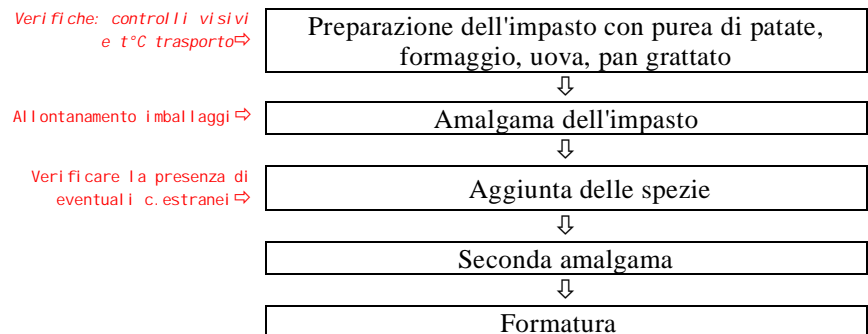 Verifiche: controlli visivi
e t°C trasporto⇨
Preparazione dell'impasto con purea di patate,
formaggio, uova, pan grattato
⇩
Allontanamento imballaggi⇨
Amalgama dell'impasto
⇩
Verificare la presenza di
eventuali c.estranei⇨
Aggiunta delle spezie
⇩
Seconda amalgama
⇩
Formatura